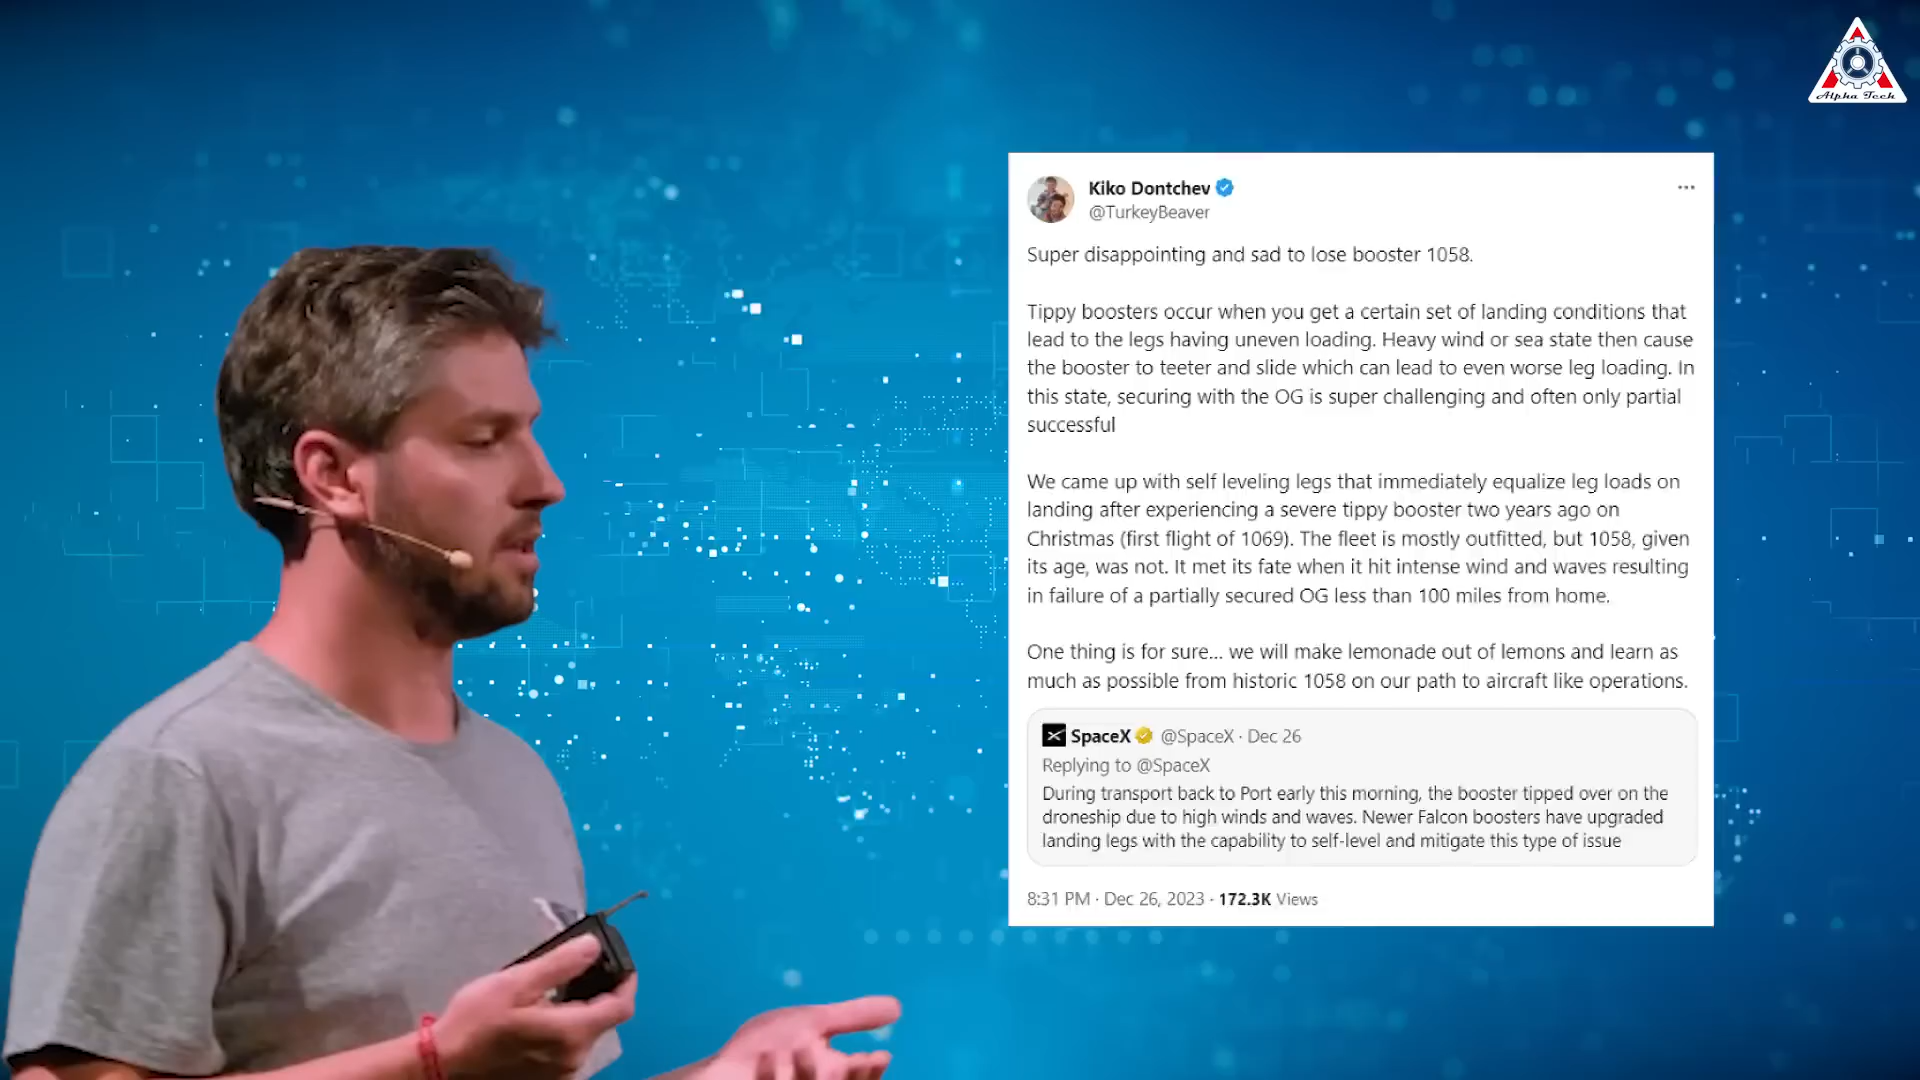 Alpha Tech
Kiko Dontchev
@TurkeyBeaver
Super disappointing and sad to lose booster 1058.
Tippy boosters occur when you get a certain set of landing conditions that
lead to the legs having uneven loading. Heavy wind or sea state then cause
the booster to teeter and slide which can lead to even worse leg loading. In
this state, securing with the OG is super challenging and often only partial
successful
We came up with self leveling legs that immediately equalize leg loads on
landing after experiencing a severe tippy booster two years ago on
Christmas (first flight of 1069). The fleet is mostly outfitted, but 1058, given
its age, was not. It met its fate when it hit intense wind and waves resulting
in failure of a partially secured OG less than 100 miles from home.
One thing is for sure... we will make lemonade out of lemons and learn as
much as possible from historic 1058 on our path to aircraft like operations.
SpaceX @SpaceX · Dec 26
Replying to @SpaceX
During transport back to Port early this morning, the booster tipped over on the
droneship due to high winds and waves. Newer Falcon boosters have upgraded
landing legs with the capability to self-level and mitigate this type of issue
8:31 PM · Dec 26, 2023 · 172.3K Views